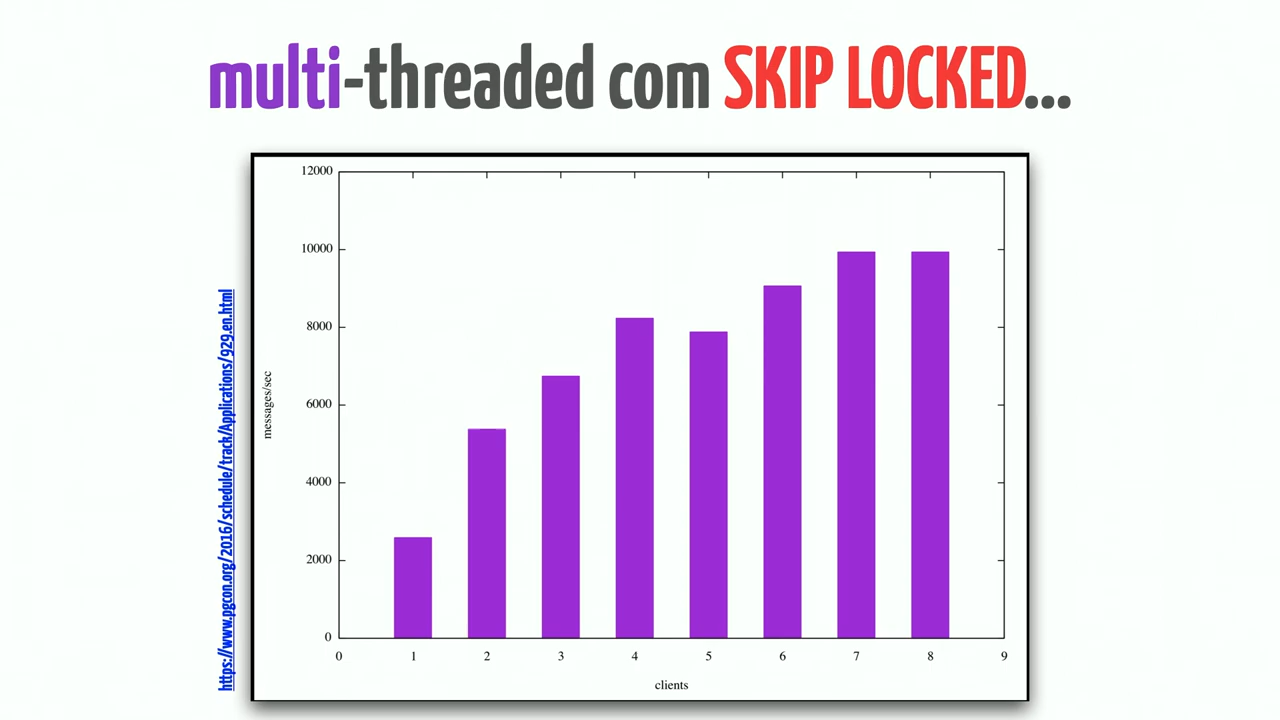 multi-threaded com SKIP LOCKED...
https://www.pgcon.org/2016/schedule/track/Applications/929.en.html
messages/sec
12000
10000
8000
6000
4000
2000
0
0 1 2 3 4 5 6 7 8 9
clients